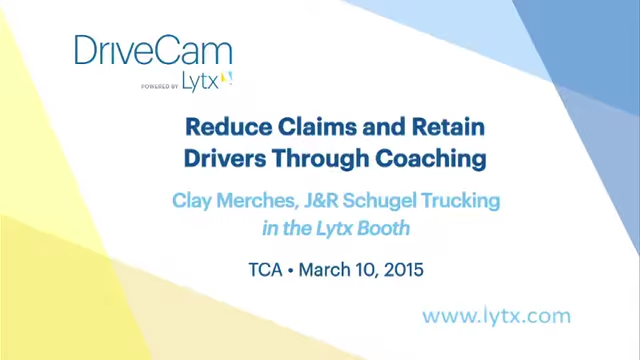 DriveCam
POWERED BY Lytx
Reduce Claims and Retain
Drivers Through Coaching
Clay Merches, J&R Schugel Trucking
in the Lytx Booth
TCA • March 10, 2015
www.lytx.com